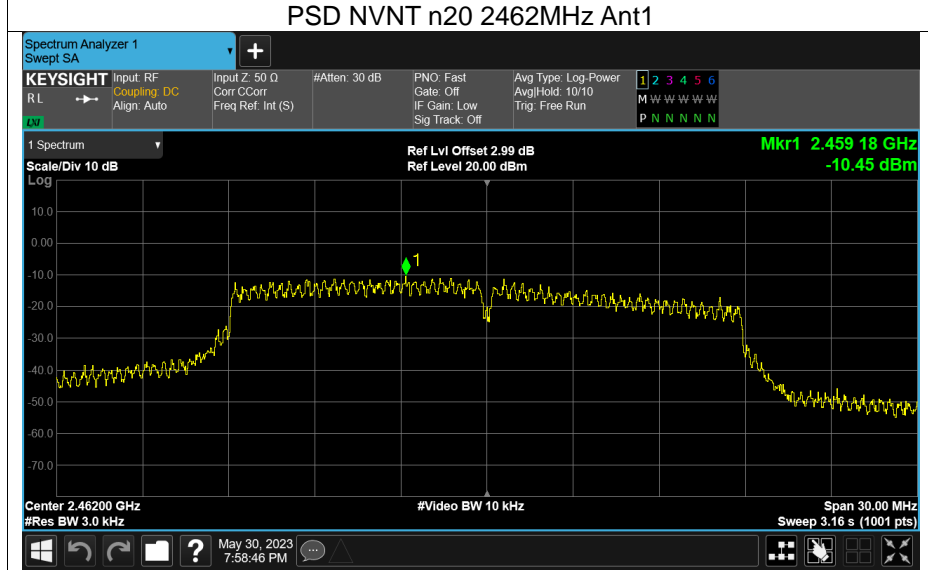 PSD NVNT n20 2462MHz Ant1
Spectrum Analyzer 1
Swept SA
KEYSIGHT
RL
LXI
Input: RF
Coupling: DC
Align: Auto
Input Z: 50 Ω
Corr CCorr
Freq Ref: Int (S)
#Atten: 30 dB
PNO: Fast
Gate: Off
IF Gain: Low
Sig Track: Off
Avg Type: Log-Power
Avg|Hold: 10/10
Trig: Free Run
1 2 3 4 5 6
M W W W W W
P N N N N N
1 Spectrum
Scale/Div 10 dB
Ref Lvl Offset 2.99 dB
Ref Level 20.00 dBm
Mkr1 2.459 18 GHz
-10.45 dBm
Log
10.0
0.00
-10.0
-20.0
-30.0
-40.0
-50.0
-60.0
-70.0
1
Center 2.46200 GHz
#Res BW 3.0 kHz
#Video BW 10 kHz
Span 30.00 MHz
Sweep 3.16 s (1001 pts)
?
May 30, 2023
7:58:46 PM